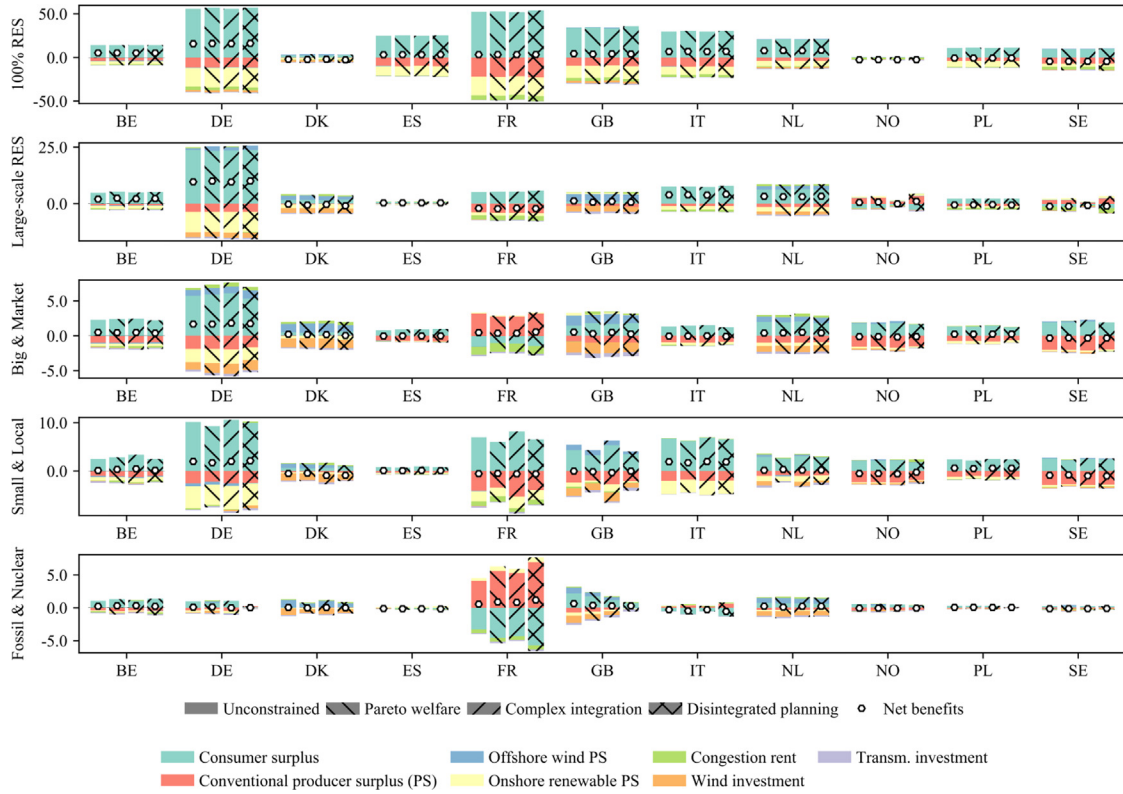 100% RES
50.0
0.0
-50.0
BE DE DK ES FR GB IT NL NO PL SE
Large-scale RES
25.0
0.0
BE DE DK ES FR GB IT NL NO PL SE
Big & Market
5.0
0.0
-5.0
BE DE DK ES FR GB IT NL NO PL SE
Small & Local
10.0
0.0
BE DE DK ES FR GB IT NL NO PL SE
Fossil & Nuclear
5.0
0.0
-5.0
BE DE DK ES FR GB IT NL NO PL SE
Unconstrained Pareto welfare Complex integration Disintegrated planning Net benefits
Consumer surplus Offshore wind PS Congestion rent Transm. investment
Conventional producer surplus (PS) Onshore renewable PS Wind investment